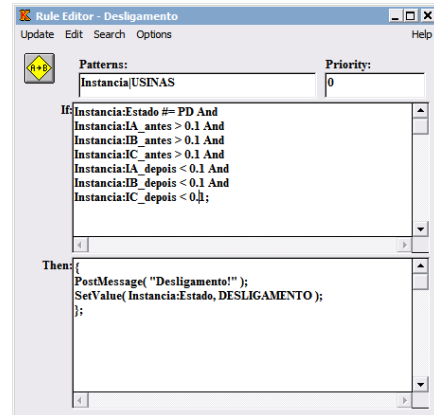 Rule Editor - Desligamento
Update Edit Search Options Help
A→B
Patterns: Priority:
Instancia|USINAS 0
If:
Instancia:Estado #= PD And
Instancia:IA_antes > 0.1 And
Instancia:IB_antes > 0.1 And
Instancia:IC_antes > 0.1 And
Instancia:IA_depois < 0.1 And
Instancia:IB_depois < 0.1 And
Instancia:IC_depois < 0.1;
Then: {
PostMessage( "Desligamento!" );
SetValue( Instancia:Estado, DESLIGAMENTO );
};